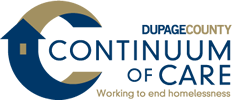 DUPAGECOUNTY
CONTINUUM
OF CARE
Working to end homelessness